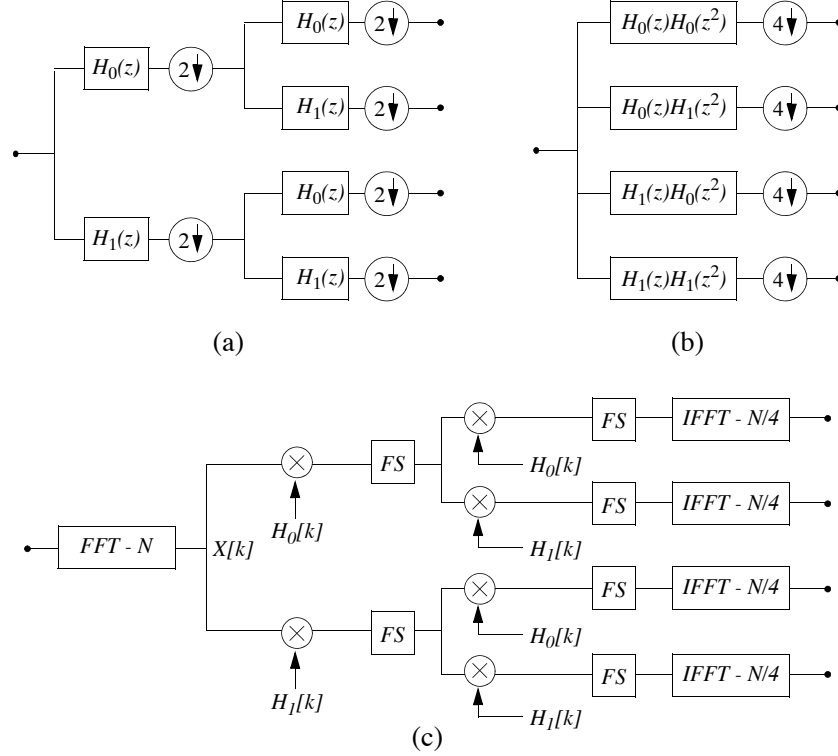 H₀(z)
2
H₀(z)
2
H₁(z)
2
H₁(z)
2
H₀(z)
2
H₁(z)
2
(a)
H₀(z)H₀(z²)
4
H₀(z)H₁(z²)
4
H₁(z)H₀(z²)
4
H₁(z)H₁(z²)
4
(b)
FFT - N
X[k]
H₀[k]
FS
H₀[k]
FS
IFFT - N/4
H₁[k]
FS
IFFT - N/4
H₁[k]
FS
H₀[k]
FS
IFFT - N/4
H₁[k]
FS
IFFT - N/4
(c)